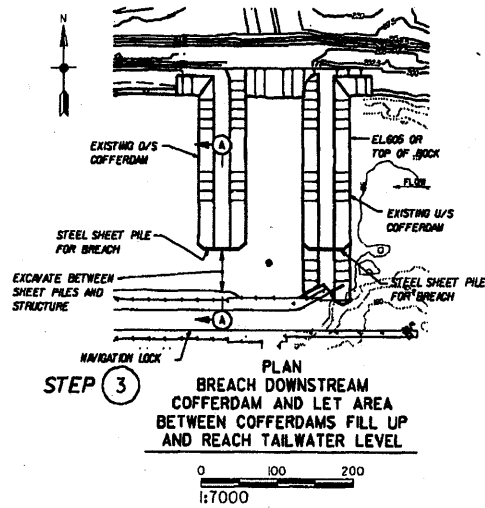 N
EXISTING D/S
COFFERDAM
A
EL605 OR
TOP OF ROCK
FLOW
EXISTING U/S
COFFERDAM
STEEL SHEET PILE
FOR BREACH
STEEL SHEET PILE
FOR BREACH
EXCAVATE BETWEEN
SHEET PILES AND
STRUCTURE
A
NAVIGATION LOCK
STEP 3
PLAN
BREACH DOWNSTREAM
COFFERDAM AND LET AREA
BETWEEN COFFERDAMS FILL UP
AND REACH TAILWATER LEVEL
0 100 200
1:7000